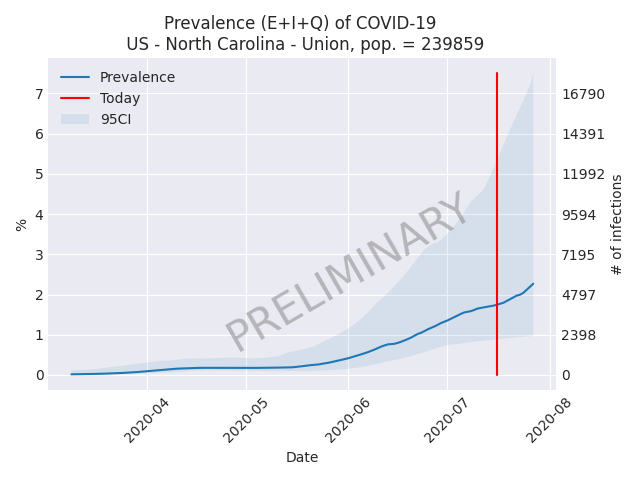 Prevalence (E+I+Q) of COVID-19
US - North Carolina - Union, pop. = 239859
Prevalence
Today
95CI
7
6
5
4
3
2
1
0
%
16790
14391
11992
9594
7195
4797
2398
0
# of infections
PRELIMINARY
2020-04
2020-05
2020-06
2020-07
2020-08
Date